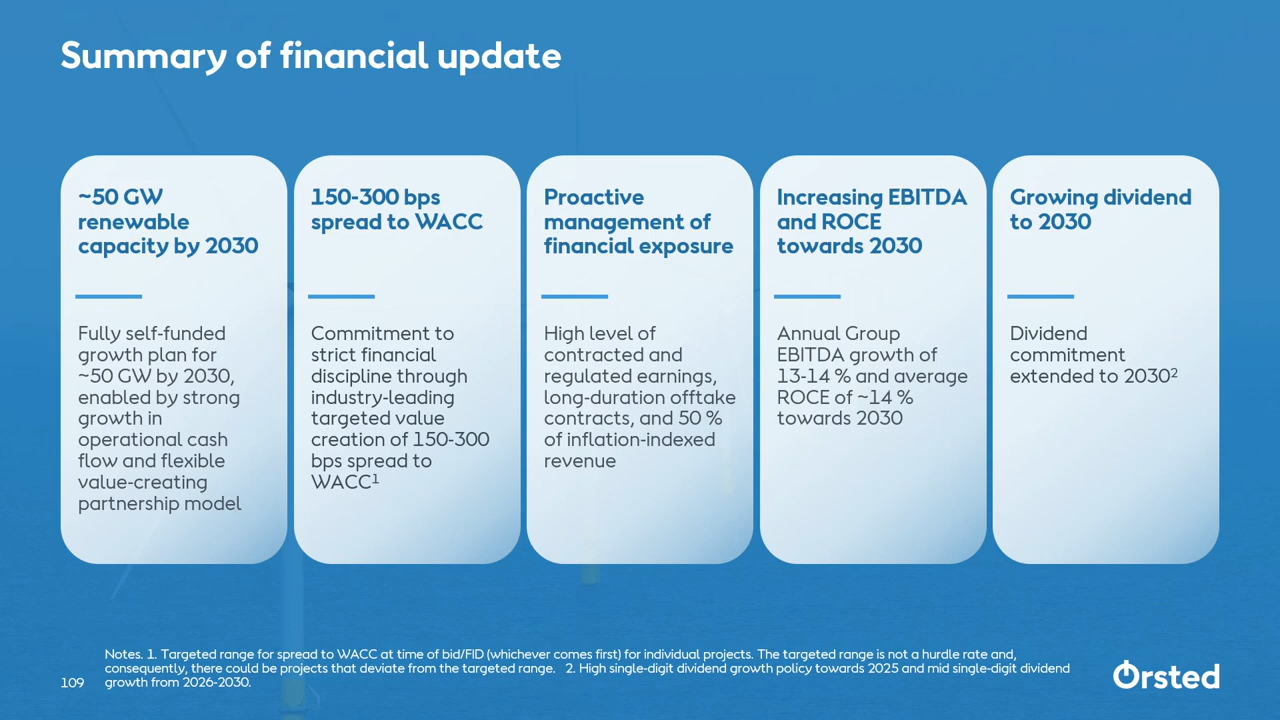 Summary of financial update
~50 GW
renewable
capacity by 2030
Fully self-funded
growth plan for
~50 GW by 2030,
enabled by strong
growth in
operational cash
flow and flexible
value-creating
partnership model
150-300 bps
spread to WACC
Commitment to
strict financial
discipline through
industry-leading
targeted value
creation of 150-300
bps spread to
WACC¹
Proactive
management of
financial exposure
High level of
contracted and
regulated earnings,
long-duration offtake
contracts, and 50 %
of inflation-indexed
revenue
Increasing EBITDA
and ROCE
towards 2030
Annual Group
EBITDA growth of
13-14 % and average
ROCE of ~14 %
towards 2030
Growing dividend
to 2030
Dividend
commitment
extended to 2030²
Notes. 1. Targeted range for spread to WACC at time of bid/FID (whichever comes first) for individual projects. The targeted range is not a hurdle rate and,
consequently, there could be projects that deviate from the targeted range. 2. High single-digit dividend growth policy towards 2025 and mid single-digit dividend
growth from 2026-2030.
109
Ørsted